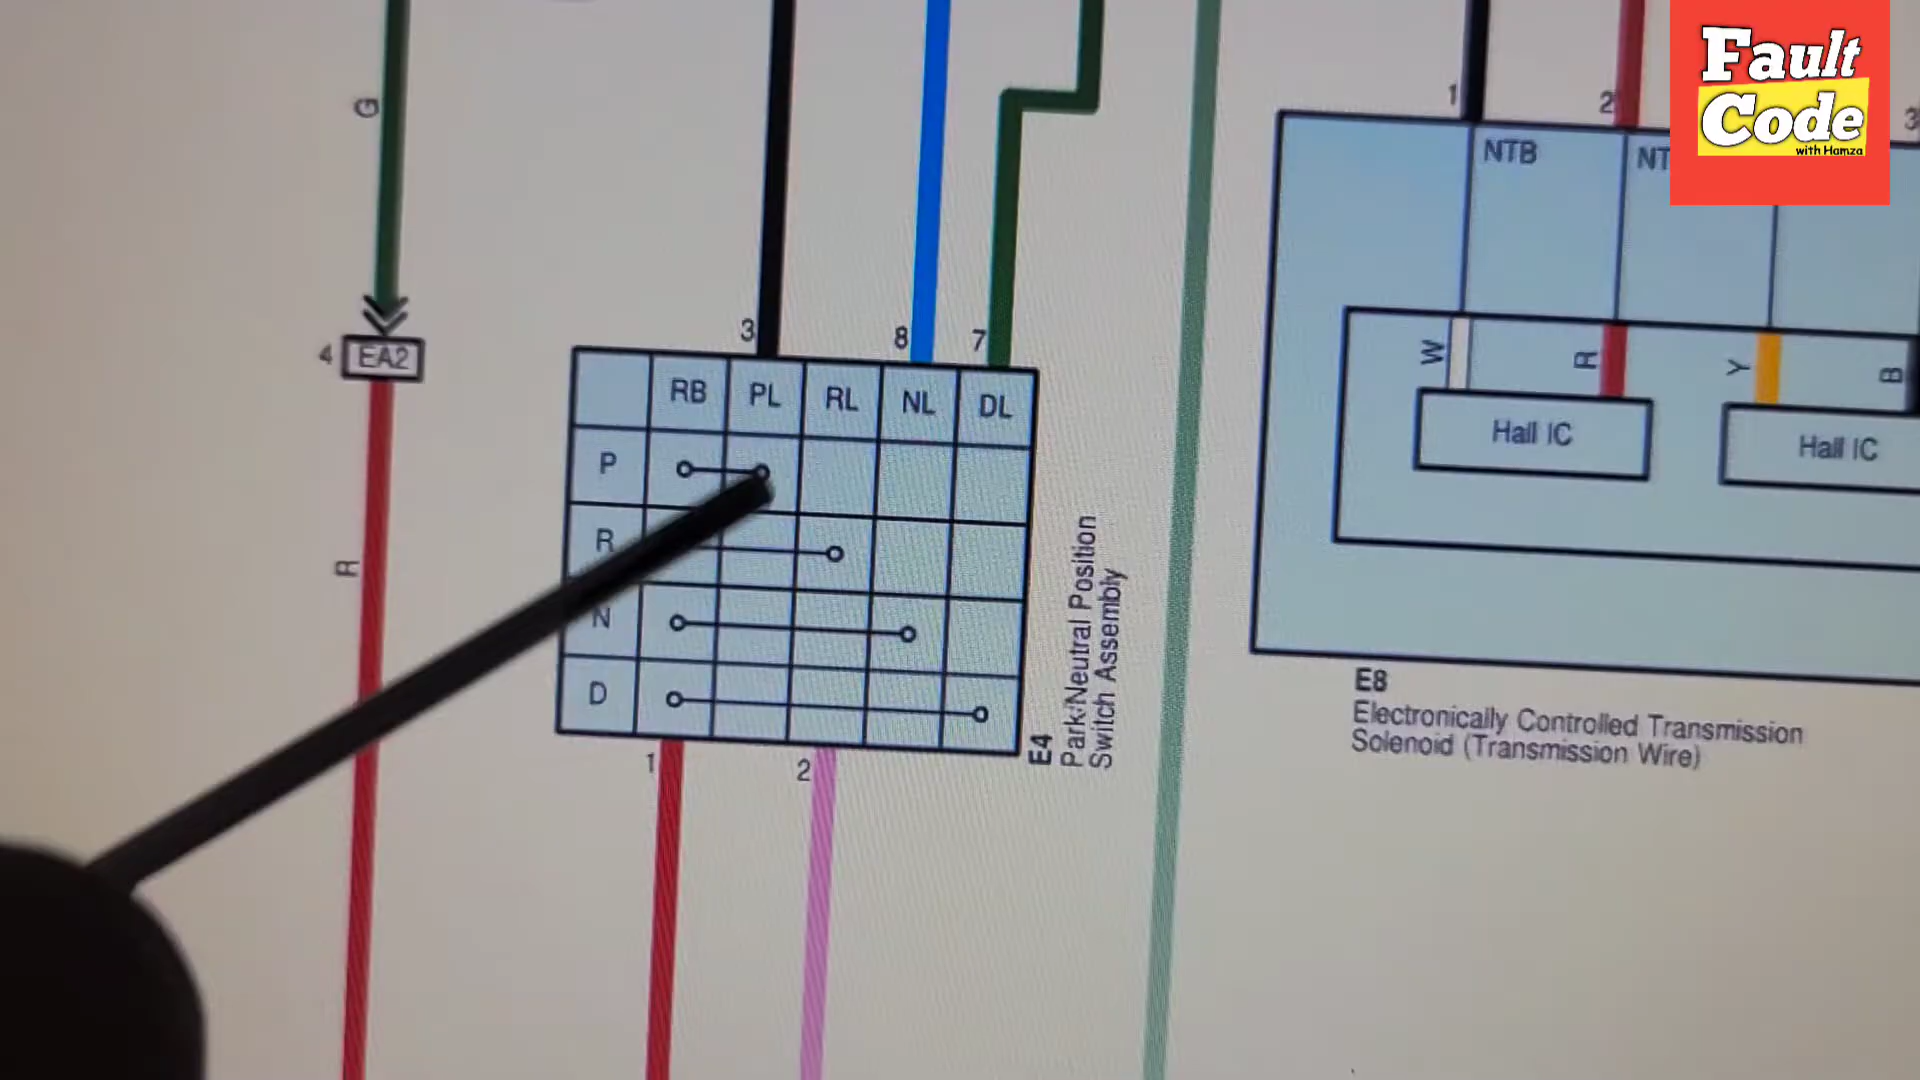 Fault
Code
with Hamza
G
4 EA2
R
3 8 7
RB PL RL NL DL
P
R
N
D
1 2
E4
Park/Neutral Position
Switch Assembly
1 2 3
NTB
W R Y B
Hall IC Hall IC
E8
Electronically Controlled Transmission
Solenoid (Transmission Wire)